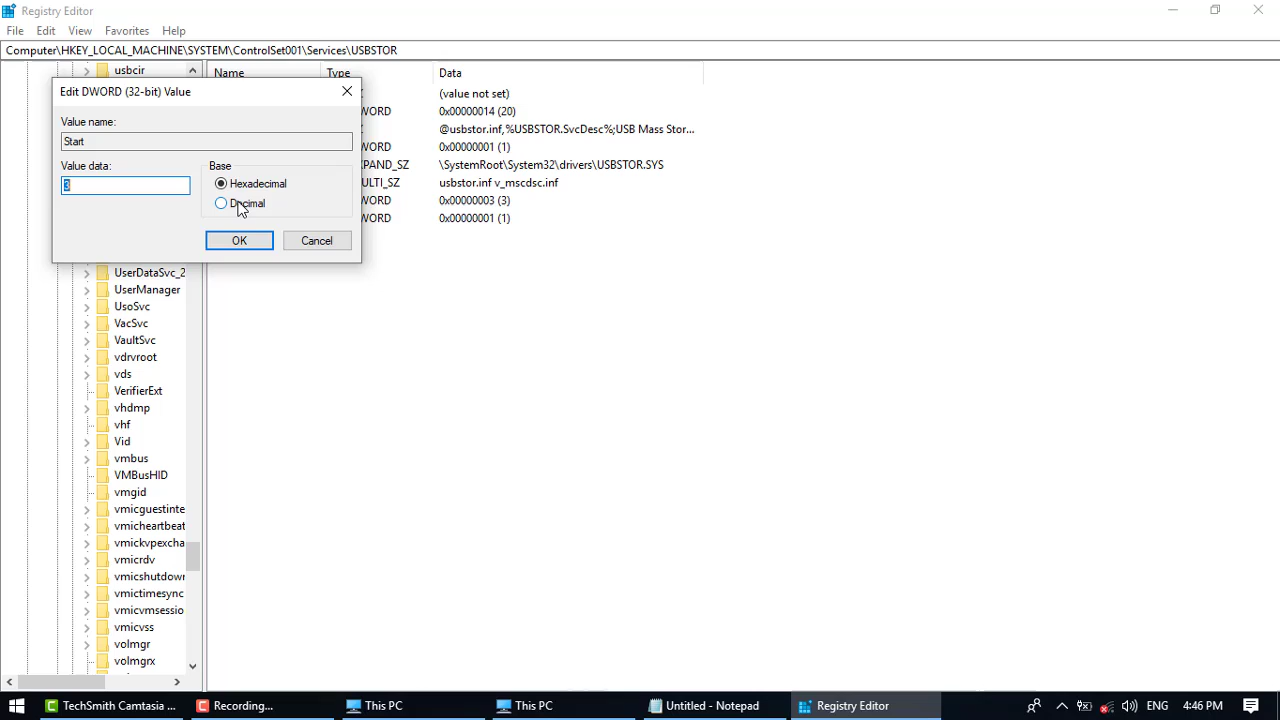 Registry Editor
File Edit View Favorites Help
Computer\HKEY_LOCAL_MACHINE\SYSTEM\ControlSet001\Services\USBSTOR
usbcir
Name Type Data
Edit DWORD (32-bit) Value
Value name:
Start
Value data:
3
Base
Hexadecimal
Decimal
OK Cancel
(value not set)
WORD 0x00000014 (20)
@usbstor.inf,%USBSTOR.SvcDesc%;USB Mass Stor...
WORD 0x00000001 (1)
XPAND_SZ \SystemRoot\System32\drivers\USBSTOR.SYS
ULTI_SZ usbstor.inf v_mscdsc.inf
WORD 0x00000003 (3)
WORD 0x00000001 (1)
UserDataSvc_2
UserManager
UsoSvc
VacSvc
VaultSvc
vdrvroot
vds
VerifierExt
vhdmp
vhf
Vid
vmbus
VMBusHID
vmgid
vmicguestinte
vmicheartbeat
vmickvpexcha
vmicrdv
vmicshutdown
vmictimesync
vmicvmsessio
vmicvss
volmgr
volmgrx
TechSmith Camtasia ... Recording... This PC This PC Untitled - Notepad Registry Editor ENG 4:46 PM